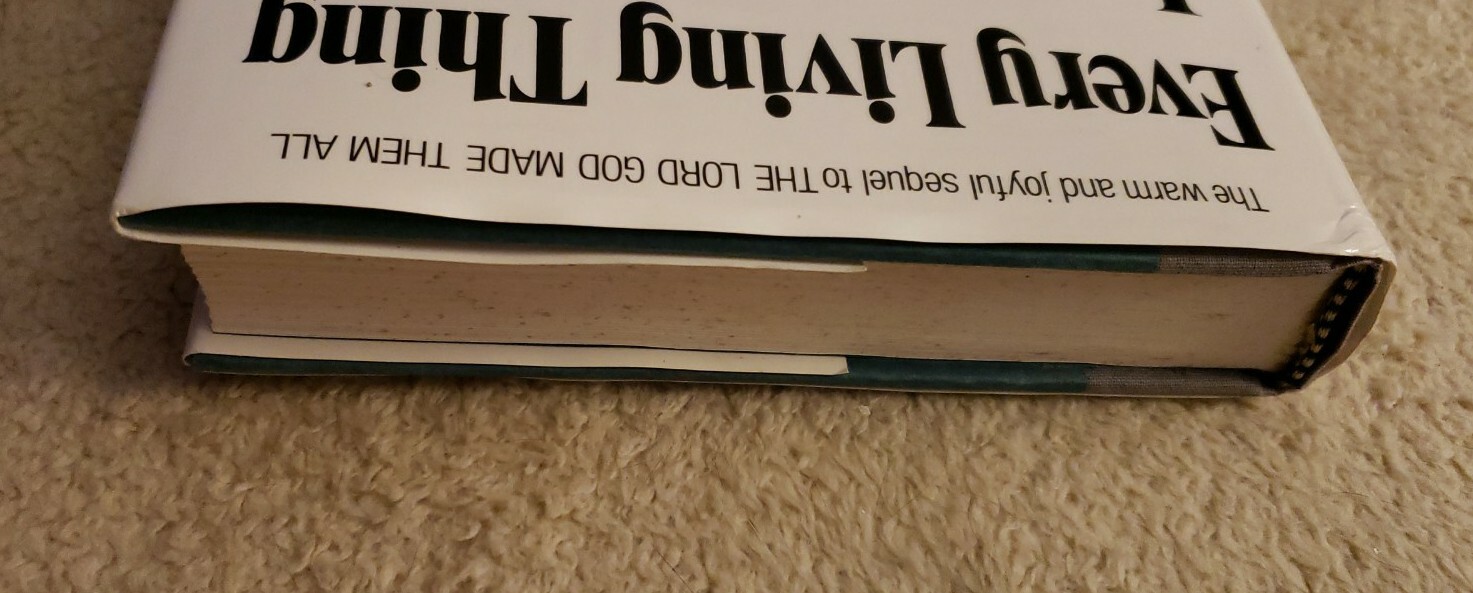 The warm and joyful sequel to THE LORD GOD MADE THEM ALL
Every Living Thing